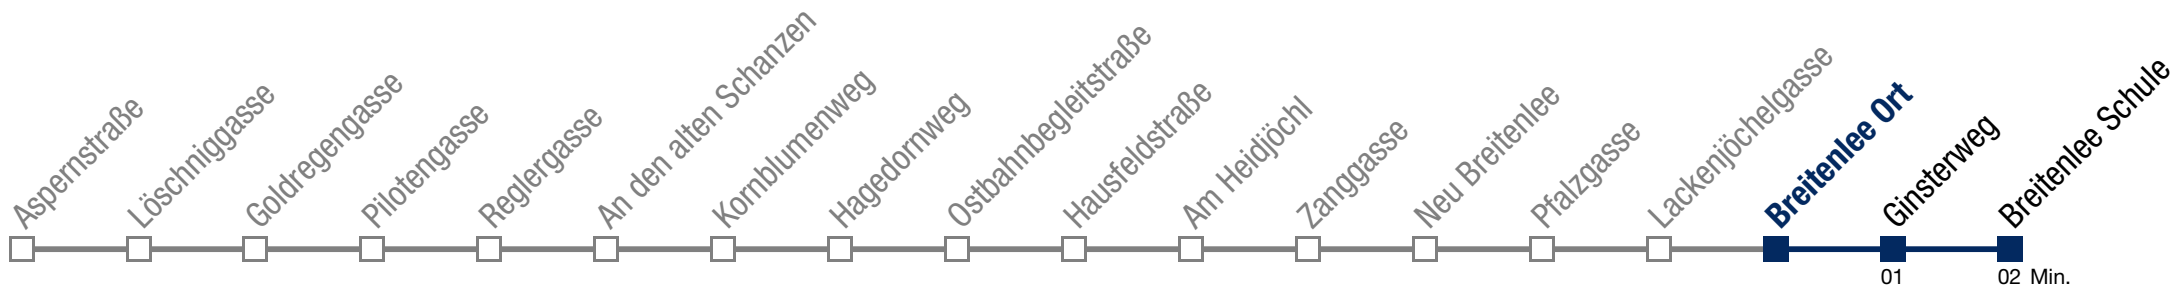 Aspernstraße
Löschniggasse
Goldregengasse
Pilotengasse
Reglergasse
An den alten Schanzen
Kornblumenweg
Hagedornweg
Ostbahnbegleitstraße
Hausfeldstraße
Am Heidjöchl
Zanggasse
Neu Breitenlee
Pfalzgasse
Lackenjöchelgasse
Breitenlee Ort
Ginsterweg
Breitenlee Schule
01
02 Min.